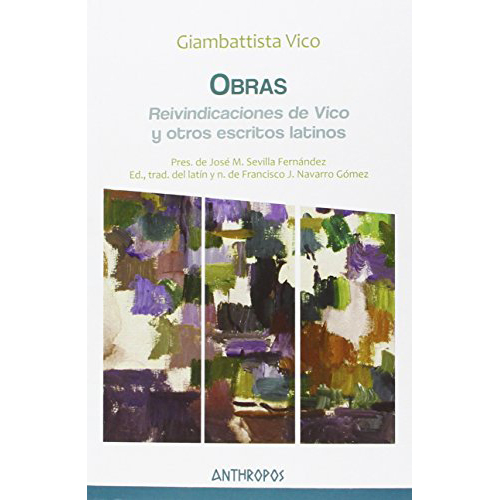 Giambattista Vico
OBRAS
Reivindicaciones de Vico
y otros escritos latinos
Pres. de José M. Sevilla Fernández
Ed., trad. del latín y n. de Francisco J. Navarro Gómez
ANTHROPOS